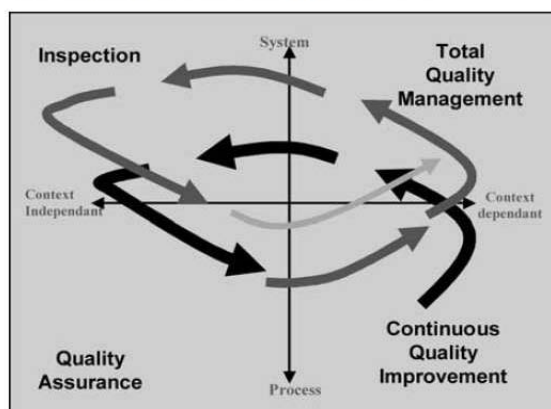 System
Inspection
Total
Quality
Management
Context
Independant
Context
dependant
Quality
Assurance
Continuous
Quality
Improvement
Process